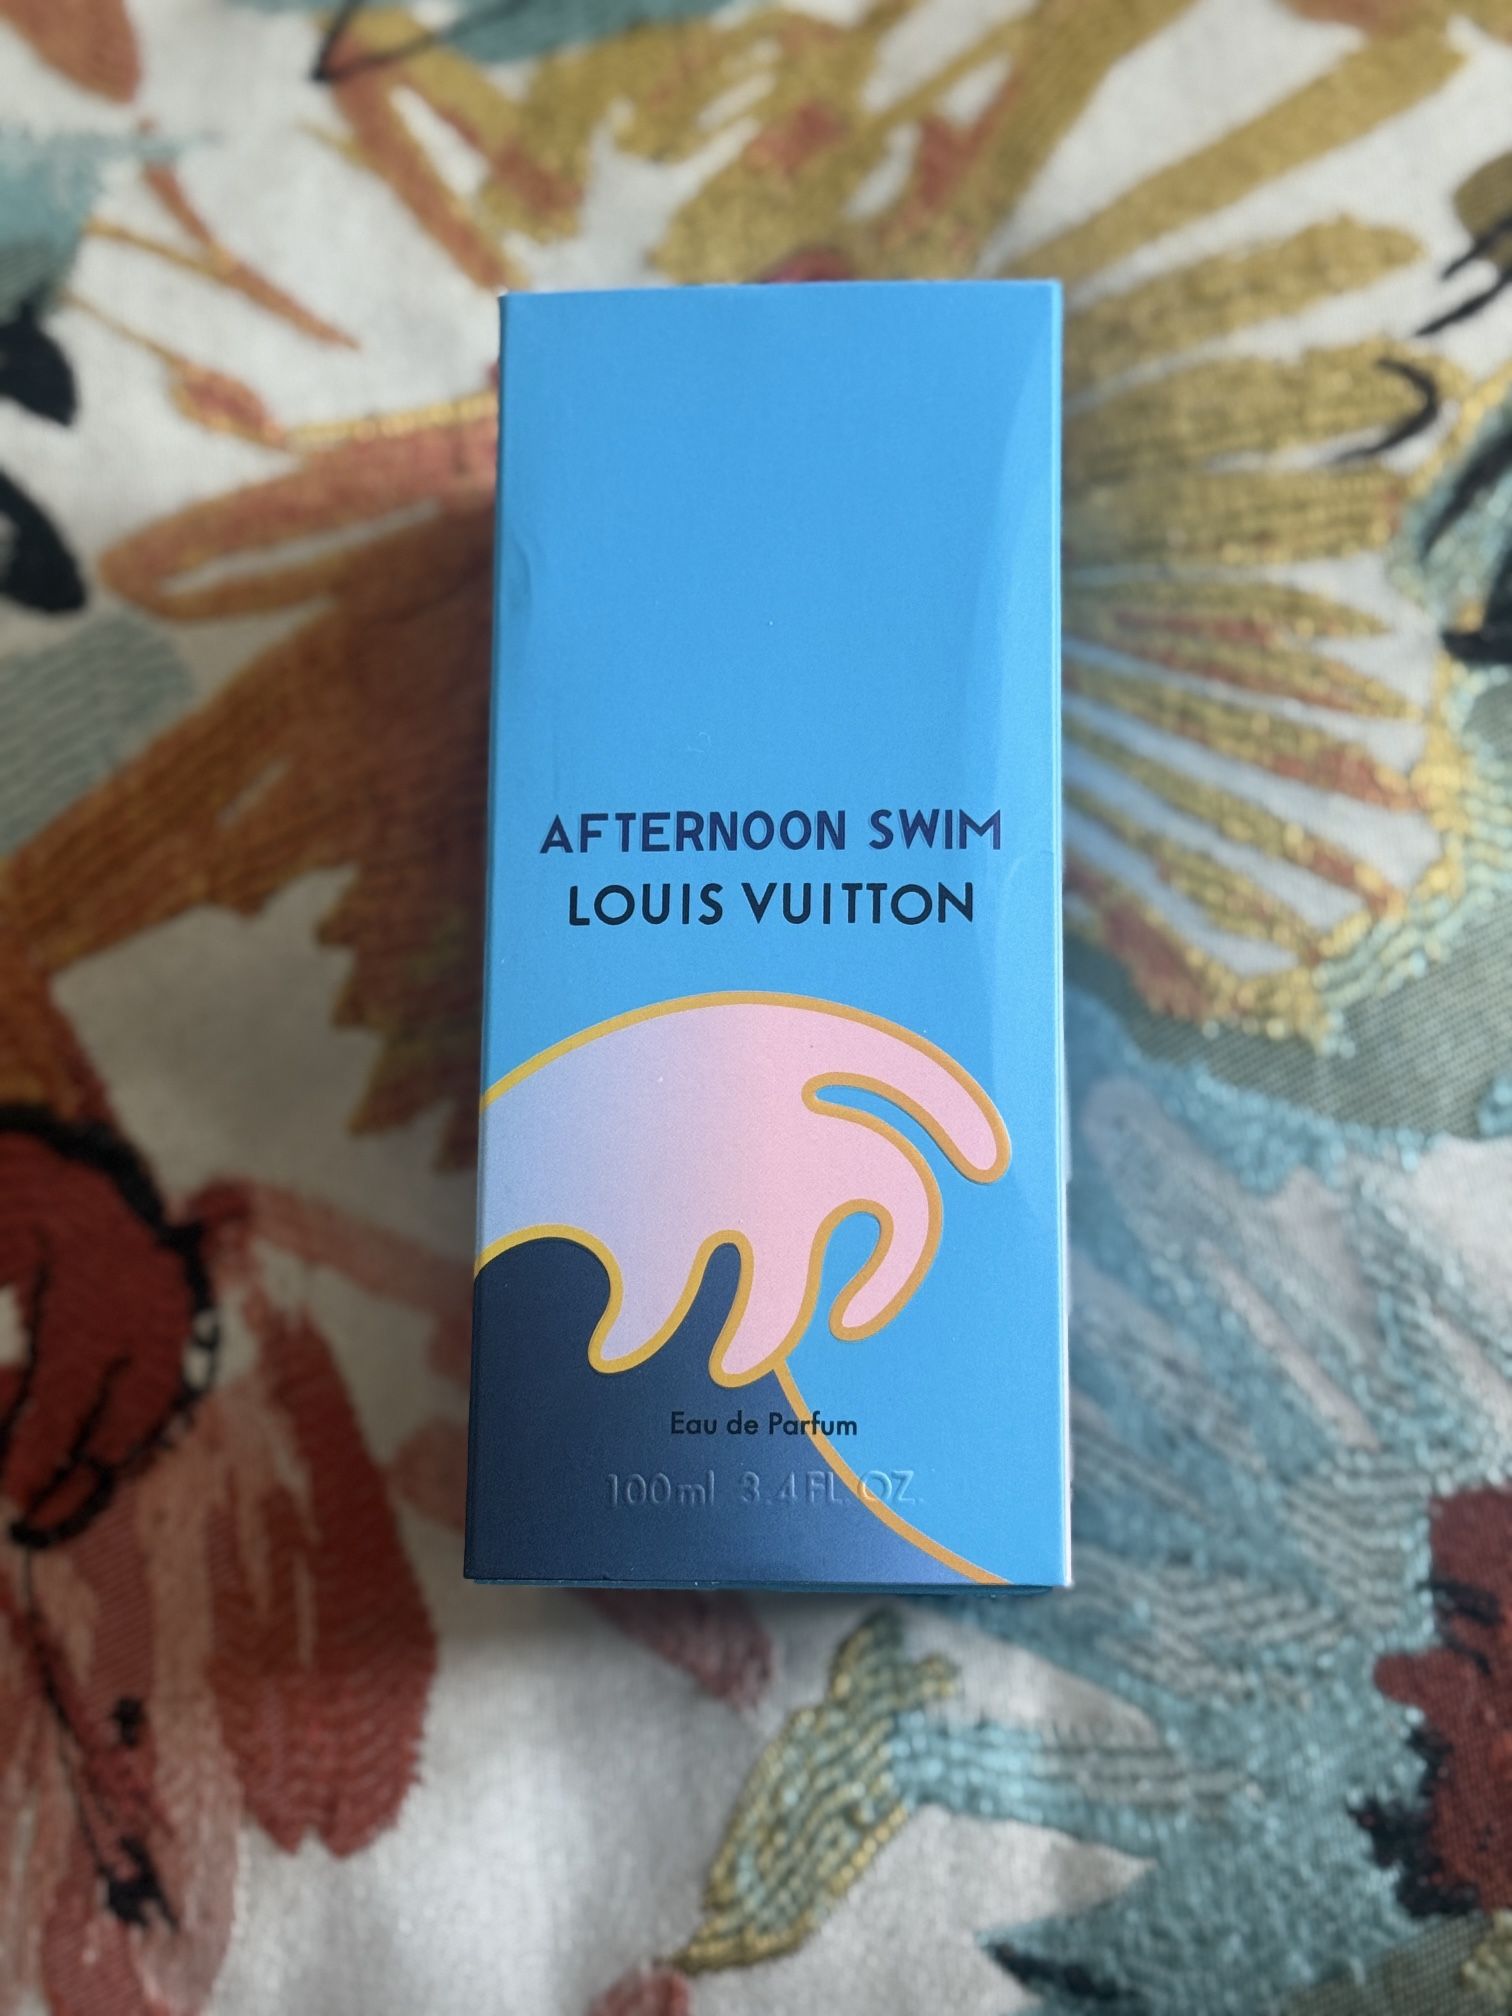 AFTERNOON SWIM
LOUIS VUITTON
Eau de Parfum
100ml 3.4 FL. OZ.